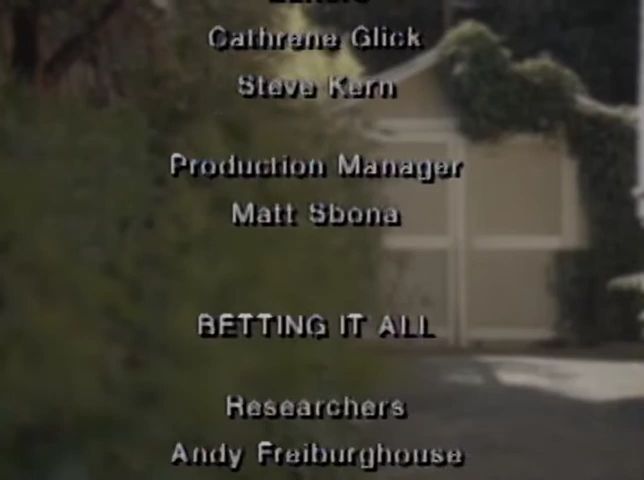 Cathrene Glick
Steve Kern
Production Manager
Matt Sbona
BETTING IT ALL
Researchers
Andy Freiburghouse